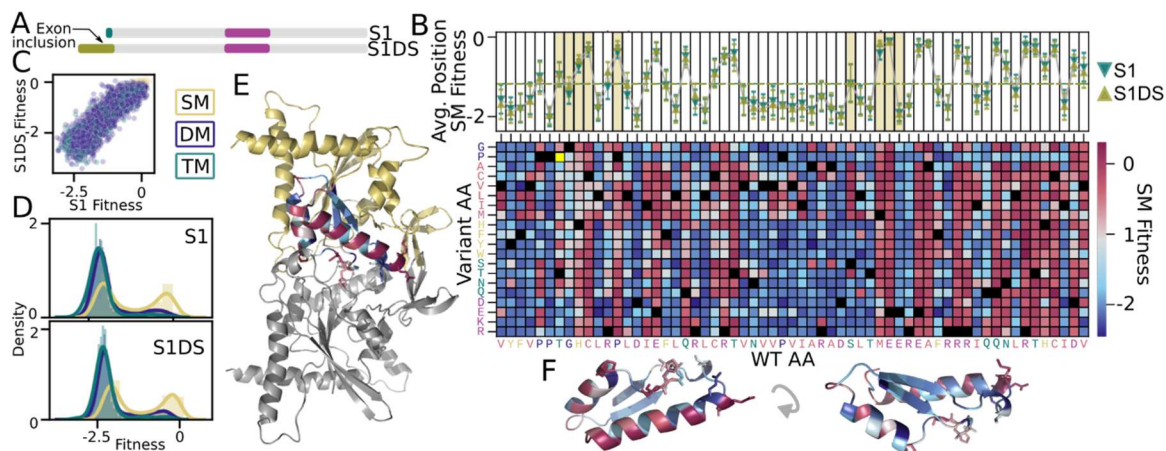 A
Exon
inclusion
S1
S1DS
B
Avg. Position
SM Fitness
0
-2
S1
S1DS
C
S1DS, Fitness
0
-2
-2.5
0
S1 Fitness
SM
DM
TM
D
2
0
S1
2
0
S1DS
Density
-2.5
0
Fitness
E
Variant AA
G
P
A
C
V
L
I
M
H
F
Y
W
S
T
N
Q
D
E
K
R
VYFVPPTGHCLRPLDIEFLQRLCRTVNVVPVIARADSLTMEEREAFRRRIQQNLRTHCIDV
WT AA
SM Fitness
0
-1
-2
F